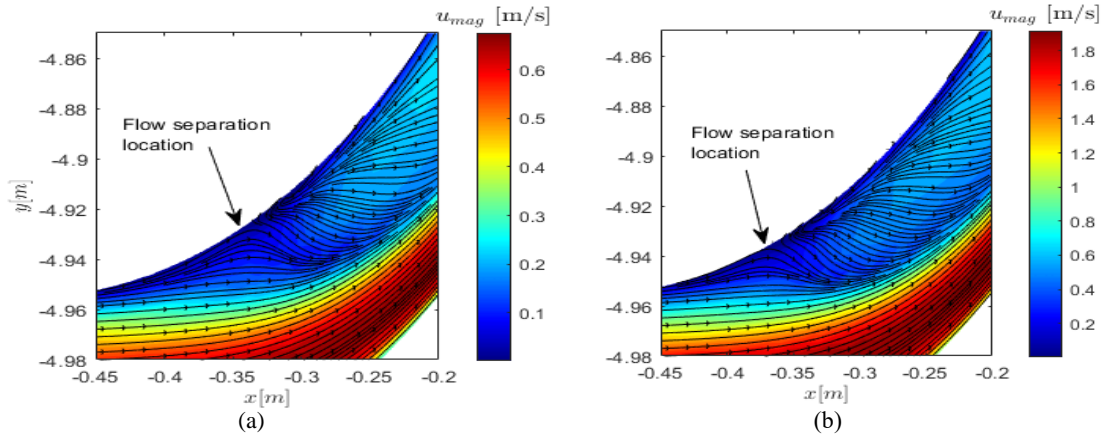 u_{mag} [m/s]
-4.86
-4.88
-4.9
-4.92
-4.94
-4.96
-4.98
y[m]
Flow separation
location
-0.45 -0.4 -0.35 -0.3 -0.25 -0.2
x[m]
0.6
0.5
0.4
0.3
0.2
0.1
(a)
u_{mag} [m/s]
-4.86
-4.88
-4.9
-4.92
-4.94
-4.96
-4.98
Flow separation
location
-0.45 -0.4 -0.35 -0.3 -0.25 -0.2
x[m]
1.8
1.6
1.4
1.2
1
0.8
0.6
0.4
0.2
(b)